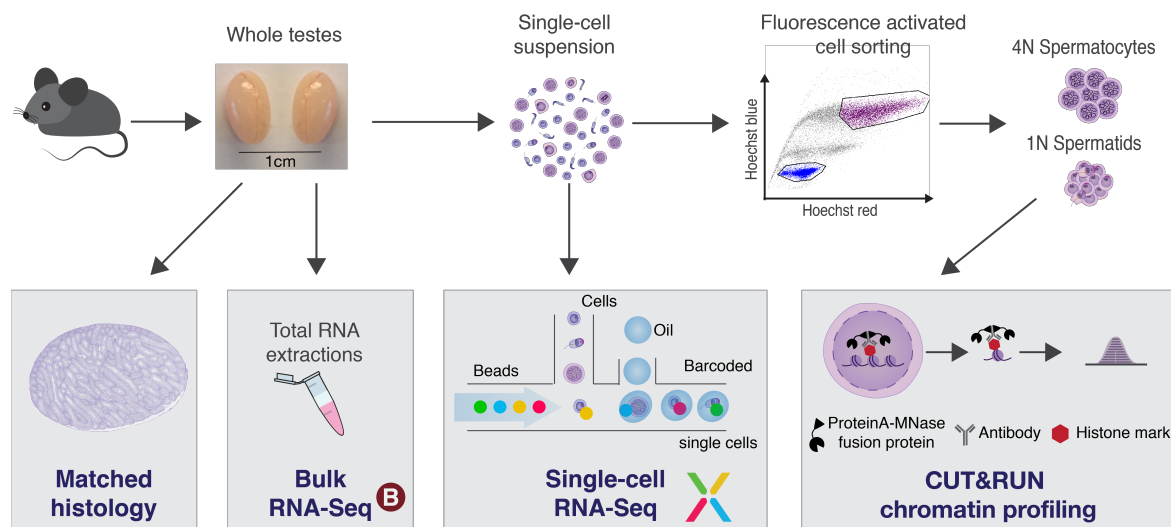 Whole testes
1cm
Single-cell
suspension
Fluorescence activated
cell sorting
Hoechst blue
Hoechst red
4N Spermatocytes
1N Spermatids
Matched
histology
Total RNA
extractions
Bulk
RNA-Seq
B
Cells
Oil
Beads
Barcoded
single cells
Single-cell
RNA-Seq
ProteinA-MNase
fusion protein
Antibody
Histone mark
CUT&RUN
chromatin profiling